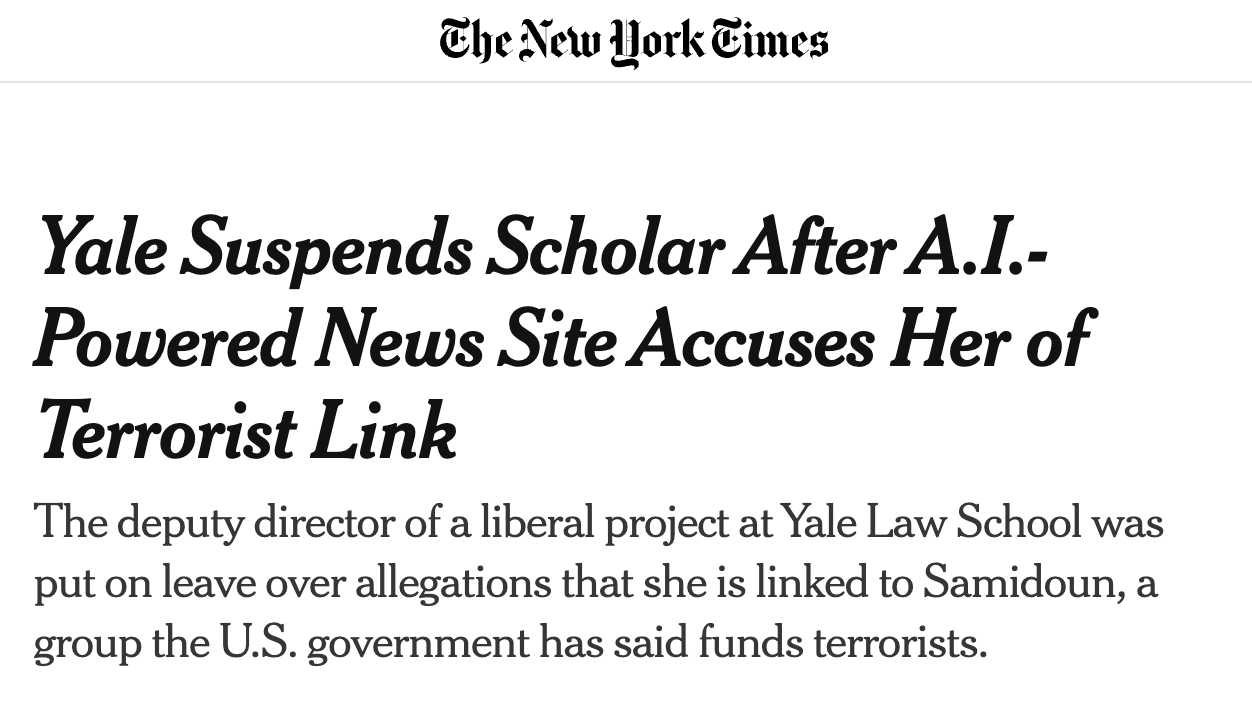 The New York Times
Yale Suspends Scholar After A.I.-
Powered News Site Accuses Her of
Terrorist Link
The deputy director of a liberal project at Yale Law School was
put on leave over allegations that she is linked to Samidoun, a
group the U.S. government has said funds terrorists.